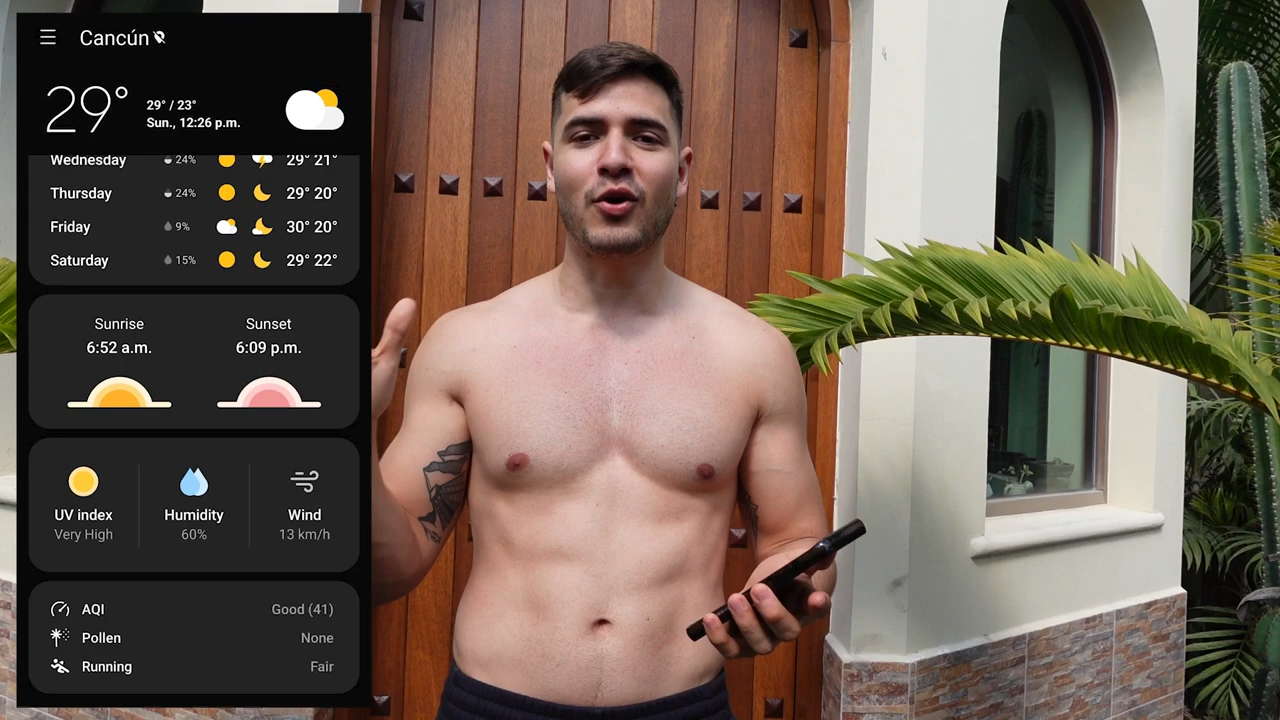 Cancún
29°
29° / 23°
Sun., 12:26 p.m.
Wednesday 24% 29° 21°
Thursday 24% 29° 20°
Friday 9% 30° 20°
Saturday 15% 29° 22°
Sunrise Sunset
6:52 a.m. 6:09 p.m.
UV index Humidity Wind
Very High 60% 13 km/h
AQI Good (41)
Pollen None
Running Fair